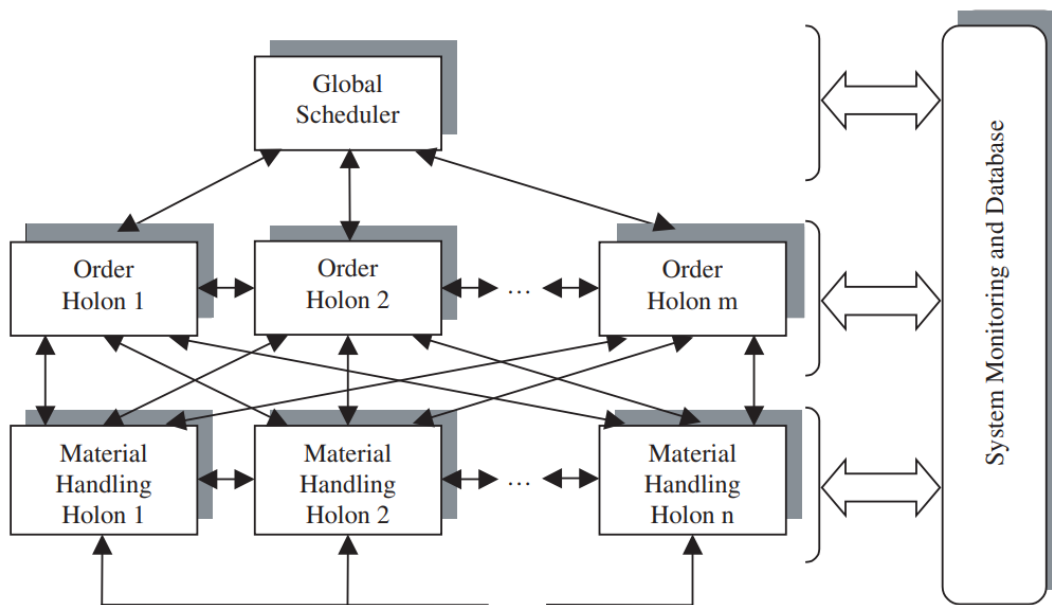 Global
Scheduler
Order
Holon 1
Order
Holon 2
...
Order
Holon m
Material
Handling
Holon 1
Material
Handling
Holon 2
...
Material
Handling
Holon n
System Monitoring and Database